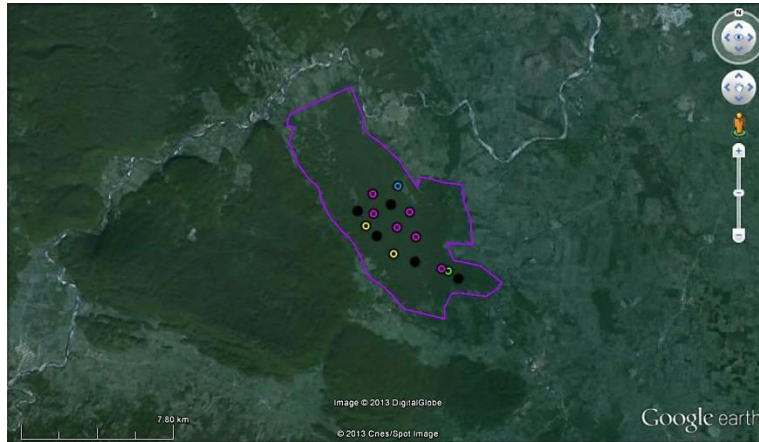 N
Image © 2013 DigitalGlobe
7.80 km
© 2013 Cnes/Spot Image
Google earth